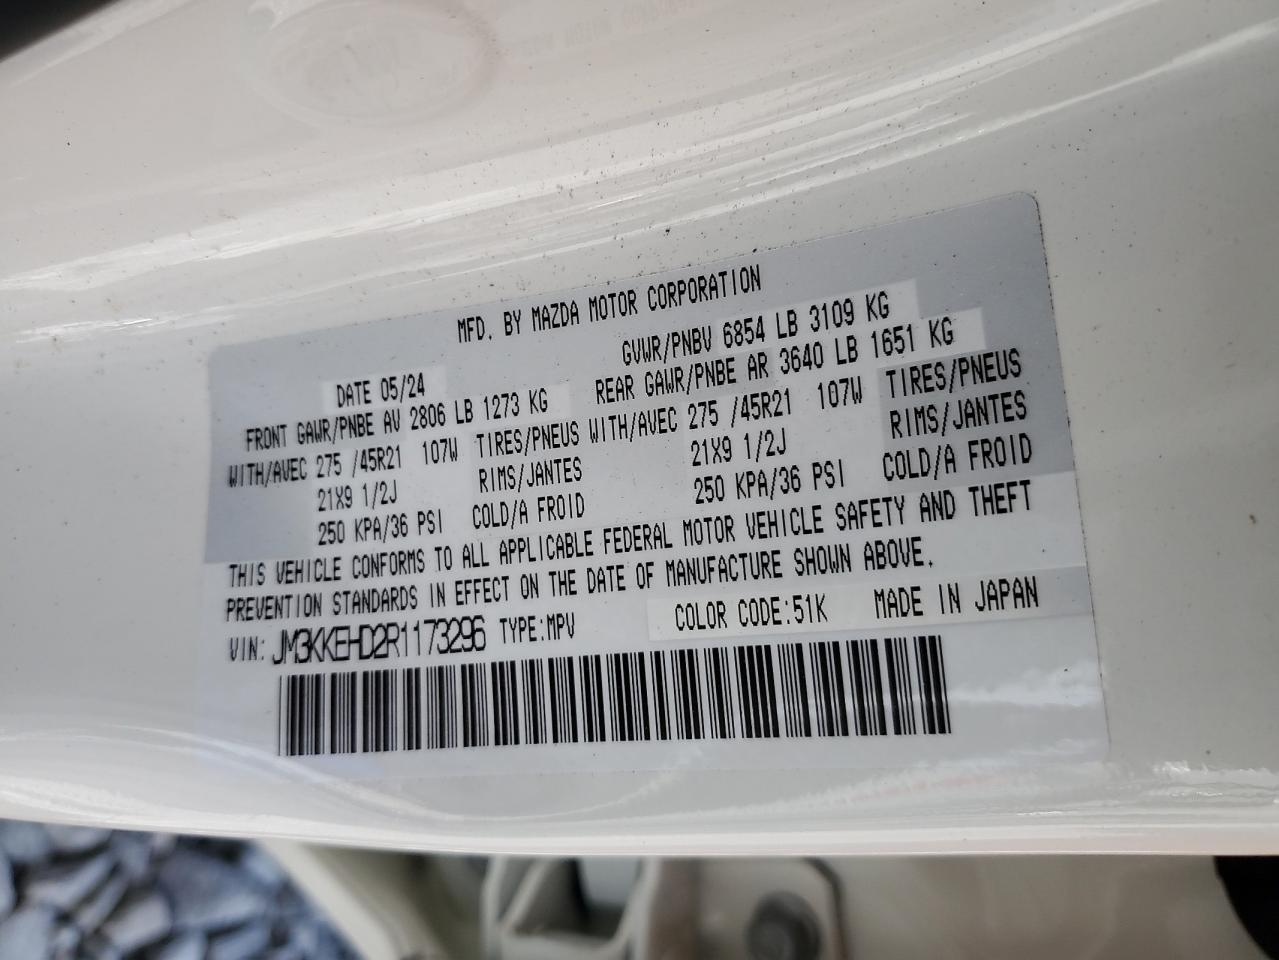 MFD. BY MAZDA MOTOR CORPORATION
DATE 05/24 GVWR/PNBV 6854 LB 3109 KG
FRONT GAWR/PNBE AV 2806 LB 1273 KG REAR GAWR/PNBE AR 3640 LB 1651 KG
WITH/AVEC 275 /45R21 107W TIRES/PNEUS WITH/AVEC 275 /45R21 107W TIRES/PNEUS
21X9 1/2J RIMS/JANTES 21X9 1/2J RIMS/JANTES
250 KPA/36 PSI COLD/A FROID 250 KPA/36 PSI COLD/A FROID
THIS VEHICLE CONFORMS TO ALL APPLICABLE FEDERAL MOTOR VEHICLE SAFETY AND THEFT
PREVENTION STANDARDS IN EFFECT ON THE DATE OF MANUFACTURE SHOWN ABOVE.
VIN: JM3KKEHD2R1173296 TYPE:MPV COLOR CODE:51K MADE IN JAPAN